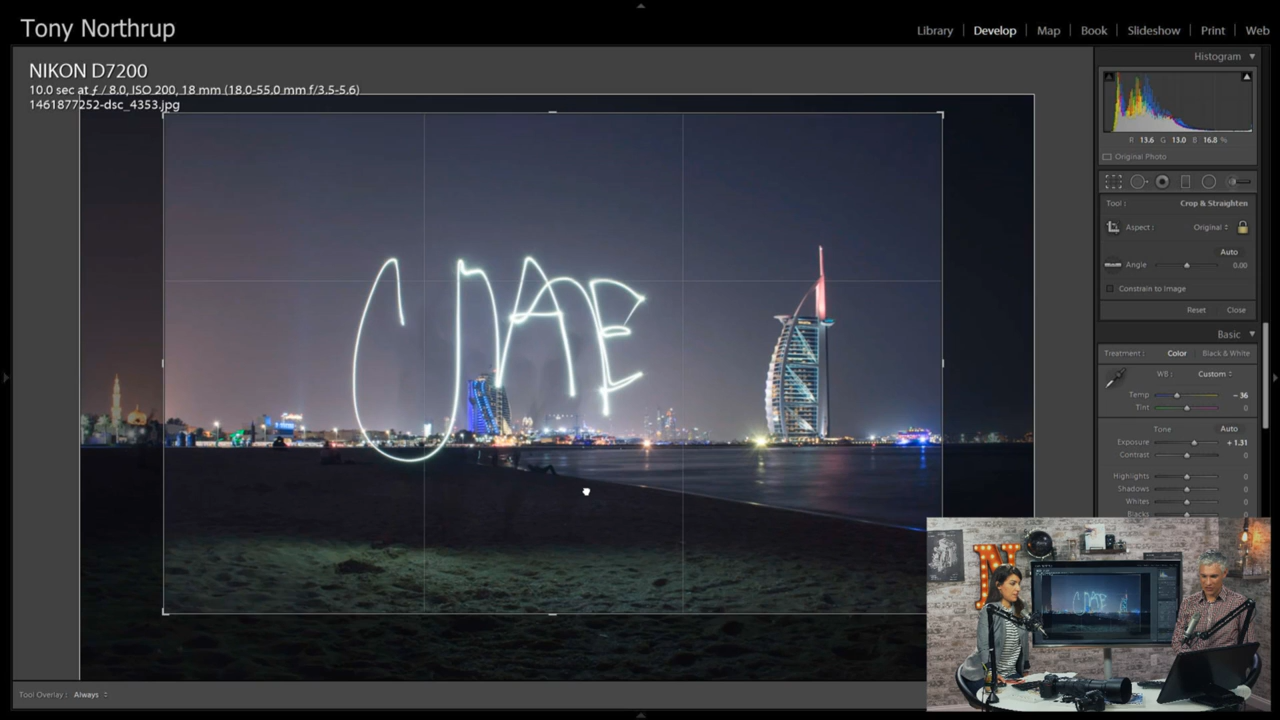 Tony Northrup
Library | Develop | Map | Book | Slideshow | Print | Web
NIKON D7200
10.0 sec at ƒ / 8.0, ISO 200, 18 mm (18.0-55.0 mm f/3.5-5.6)
1461877252-dsc_4353.jpg
Histogram
R 13.6 G 13.0 B 16.8 %
Original Photo
Tool : Crop & Straighten
Aspect : Original
Auto
Angle 0.00
Constrain to Image
Reset Close
Basic
Treatment : Color Black & White
WB : Custom
Temp - 36
Tint 0
Tone Auto
Exposure + 1.31
Contrast 0
Highlights 0
Shadows 0
Whites 0
Blacks
UAE
N
Tool Overlay : Always